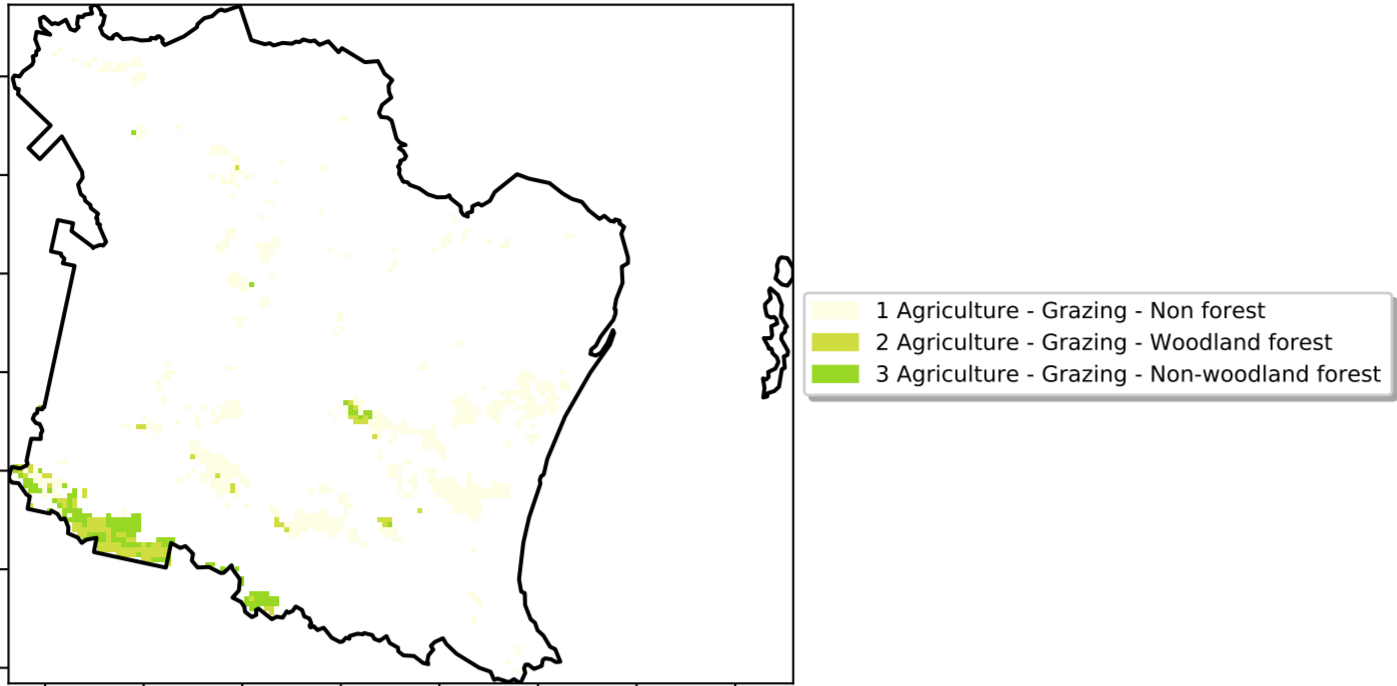 1 Agriculture - Grazing - Non forest
2 Agriculture - Grazing - Woodland forest
3 Agriculture - Grazing - Non-woodland forest